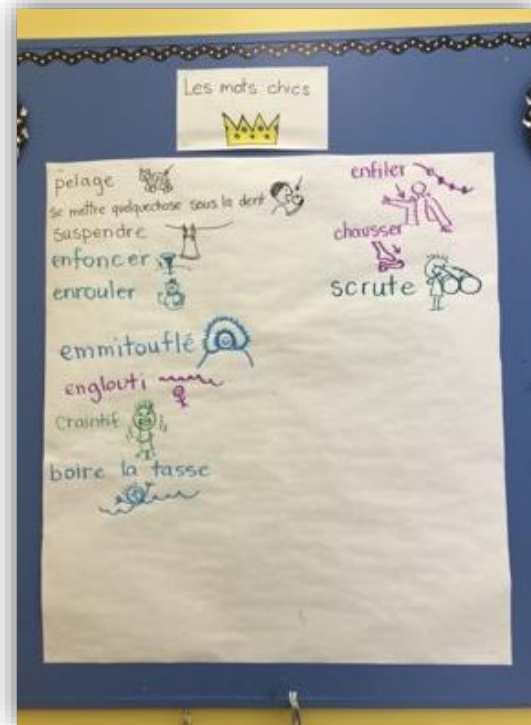 Les mots chics
pelage
se mettre quelquechose sous la dent
suspendre
enfoncer
enrouler
emmitouflé
englouti
craintif
boire la tasse
enfiler
chausser
scrute